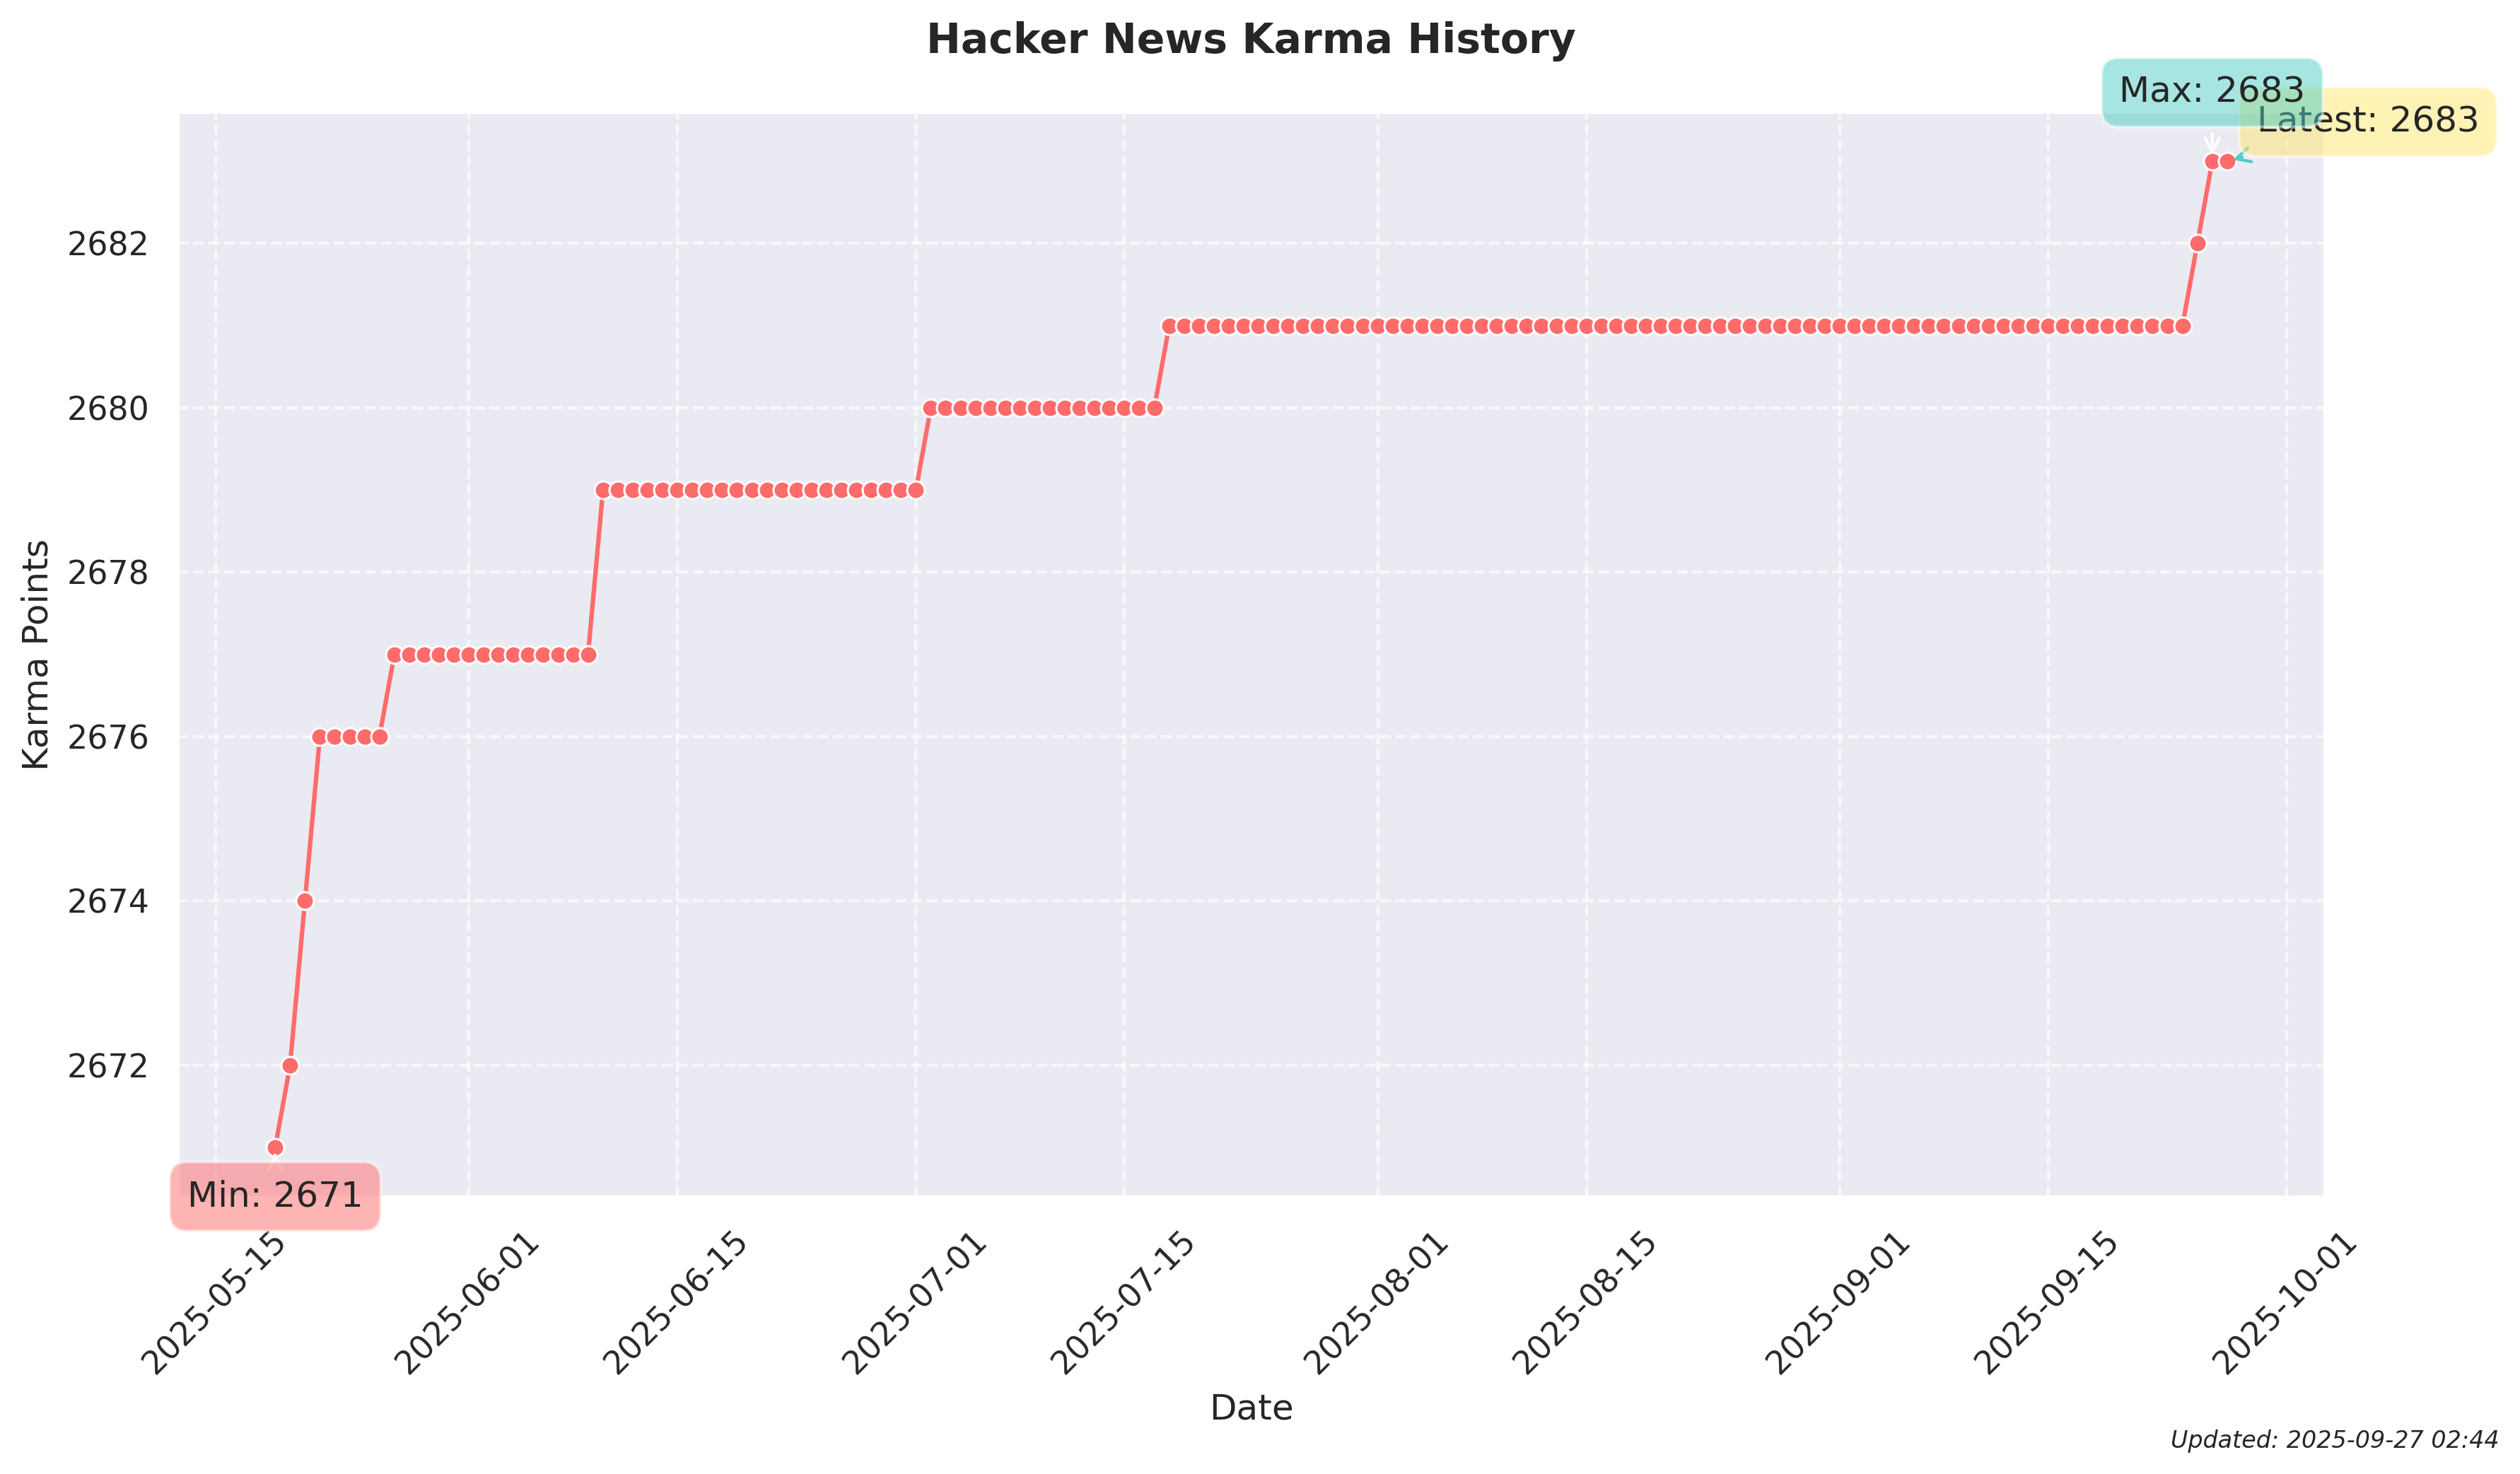 Hacker News Karma History
Max: 2683
Latest: 2683
2682
2680
2678
2676
2674
2672
Karma Points
Min: 2671
2025-05-15
2025-06-01
2025-06-15
2025-07-01
2025-07-15
2025-08-01
2025-08-15
2025-09-01
2025-09-15
2025-10-01
Date
Updated: 2025-09-27 02:44